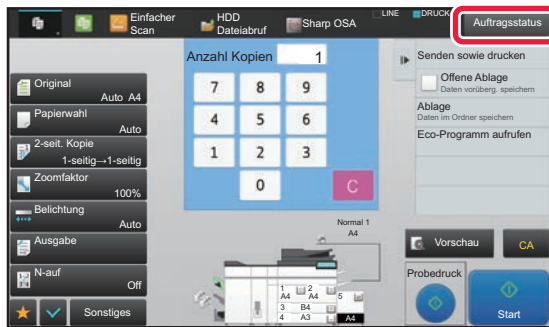 Einfacher
Scan
HDD
Dateiabruf
Sharp OSA
LINE
DRUCK
Auftragsstatus
Original
Auto A4
Papierwahl
Auto
2-seit. Kopie
1-seitig→1-seitig
Zoomfaktor
100%
Belichtung
Auto
Ausgabe
N-auf
Off
Sonstiges
Anzahl Kopien 1
7 8 9
4 5 6
1 2 3
0 C
Normal 1
A4
1 2
A4 A4 5
3 B4
4 A3 A4
Senden sowie drucken
Offene Ablage
Daten vorüberg. speichern
Ablage
Daten im Ordner speichern
Eco-Programm aufrufen
Vorschau
CA
Probedruck
Start